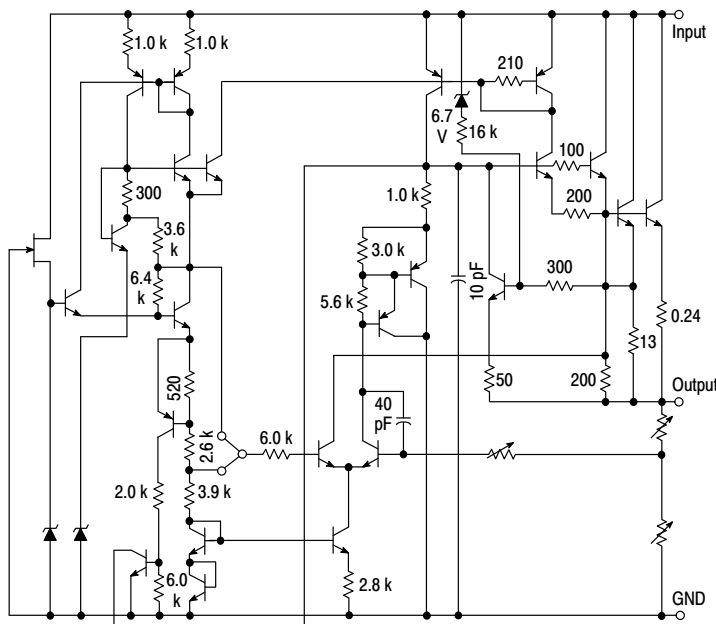 Input
1.0 k
1.0 k
210
6.7
V
16 k
100
300
1.0 k
200
3.6
k
3.0 k
10 pF
300
6.4
k
5.6 k
0.24
13
520
50
200
Output
40
pF
2.6 k
6.0 k
2.0 k
3.9 k
6.0
k
2.8 k
GND